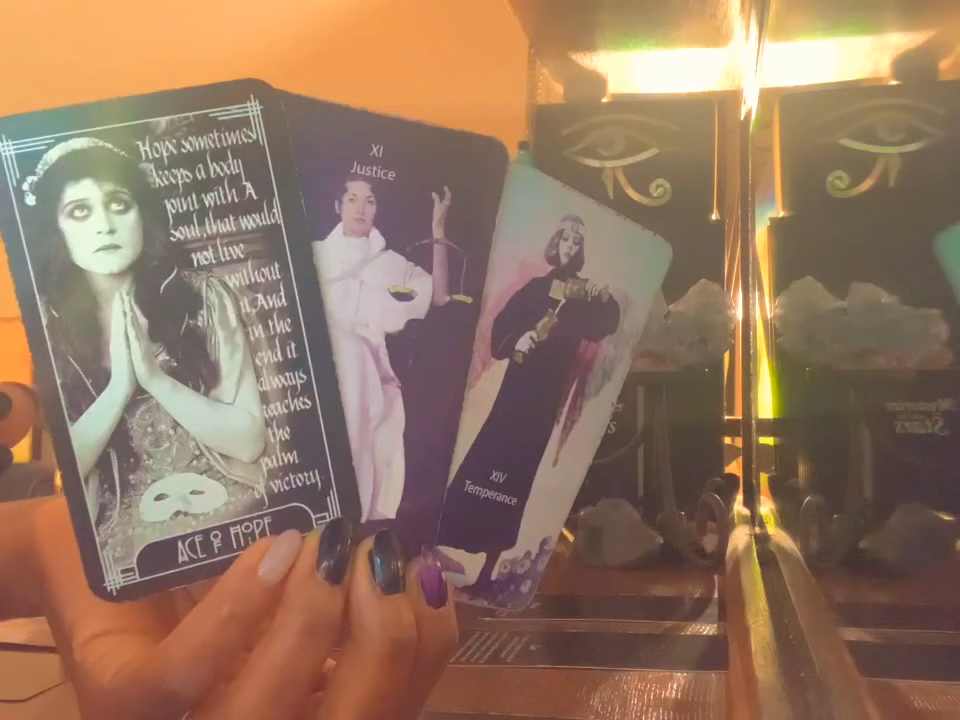 Hope sometimes
keeps a body
joint with A
soul, that would
not live
without
it. And
in the
end it
always
reaches
the
palm
of victory.
ACE OF HOPE
XI
Justice
XIV
Temperance
Stars